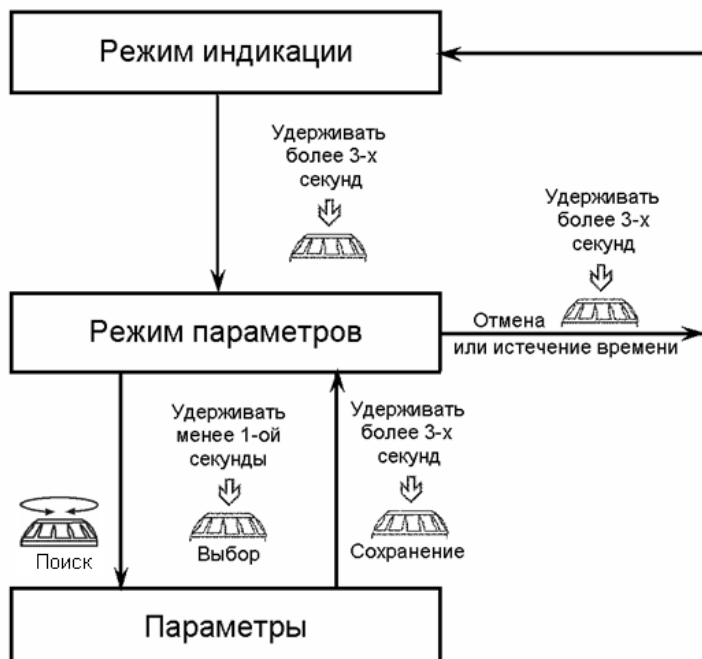 Режим индикации
Удерживать
более 3-х
секунд
Удерживать
более 3-х
секунд
Режим параметров
Отмена
или истечение времени
Удерживать
менее 1-ой
секунды
Удерживать
более 3-х
секунд
Поиск
Выбор
Сохранение
Параметры